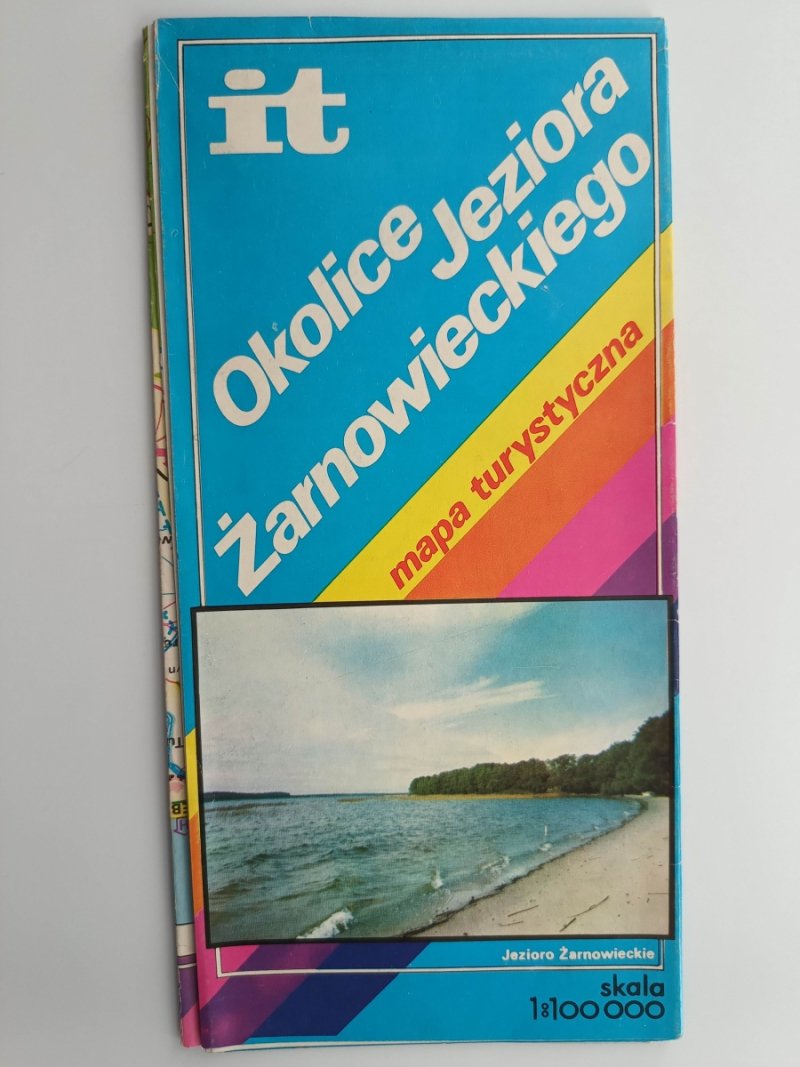 it
Okolice Jeziora
Żarnowieckiego
mapa turystyczna
Jezioro Żarnowieckie
skala
1:100 000